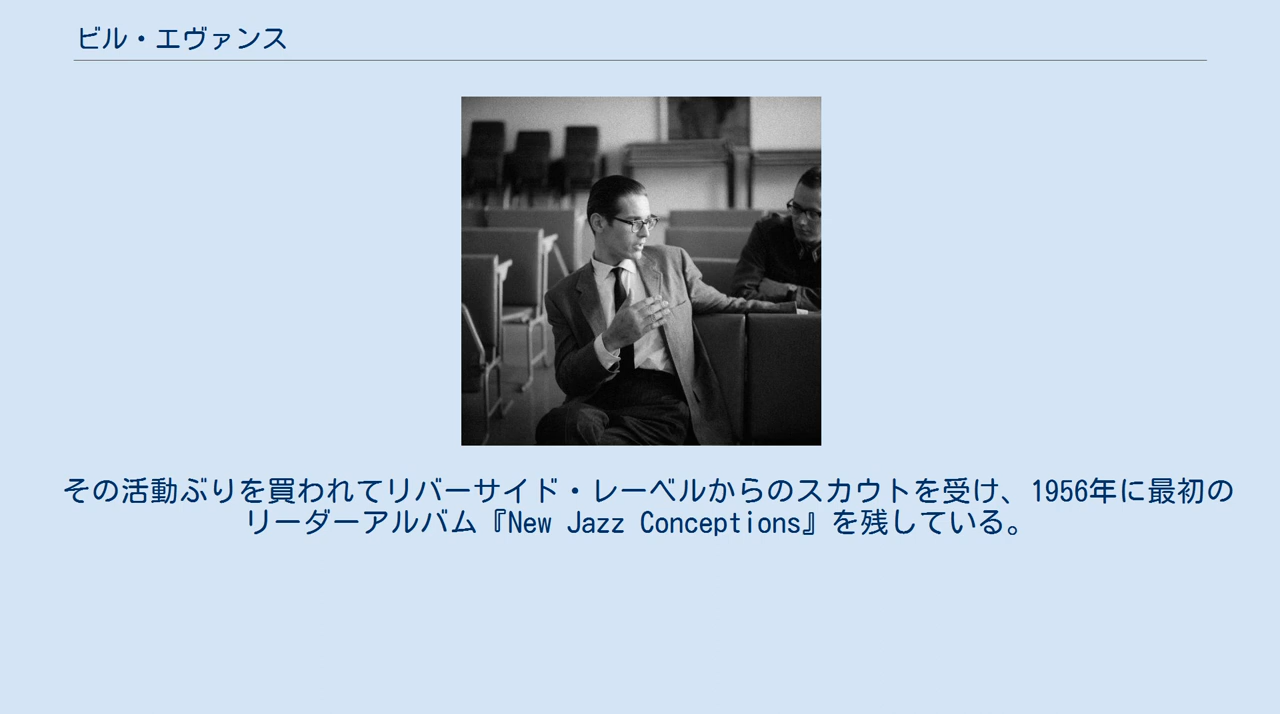 ビル・エヴァンス
その活動ぶりを買われてリバーサイド・レーベルからのスカウトを受け、1956年に最初の
リーダーアルバム『New Jazz Conceptions』を残している。